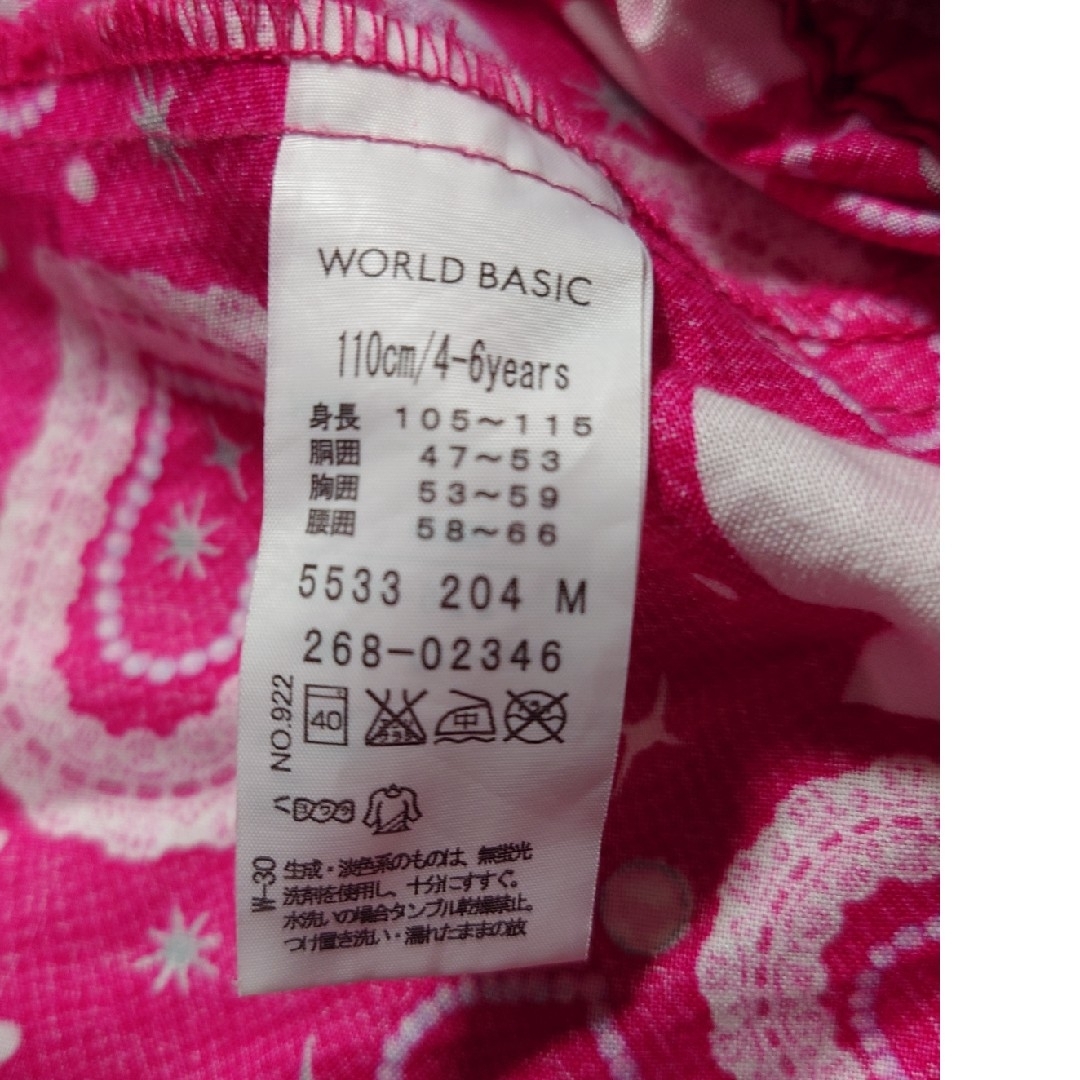 WORLD BASIC
110cm/4-6years
身長 105~115
胴囲 47~53
胸囲 53~59
腰囲 58~66
5533 204 M
268-02346
NO.922
40
中
W-30
生成・淡色系のものは、無蛍光
洗剤を使用し、十分にすすぐ。
水洗いの場合タンブル乾燥禁止。
つけ置き洗い・濡れたままの放